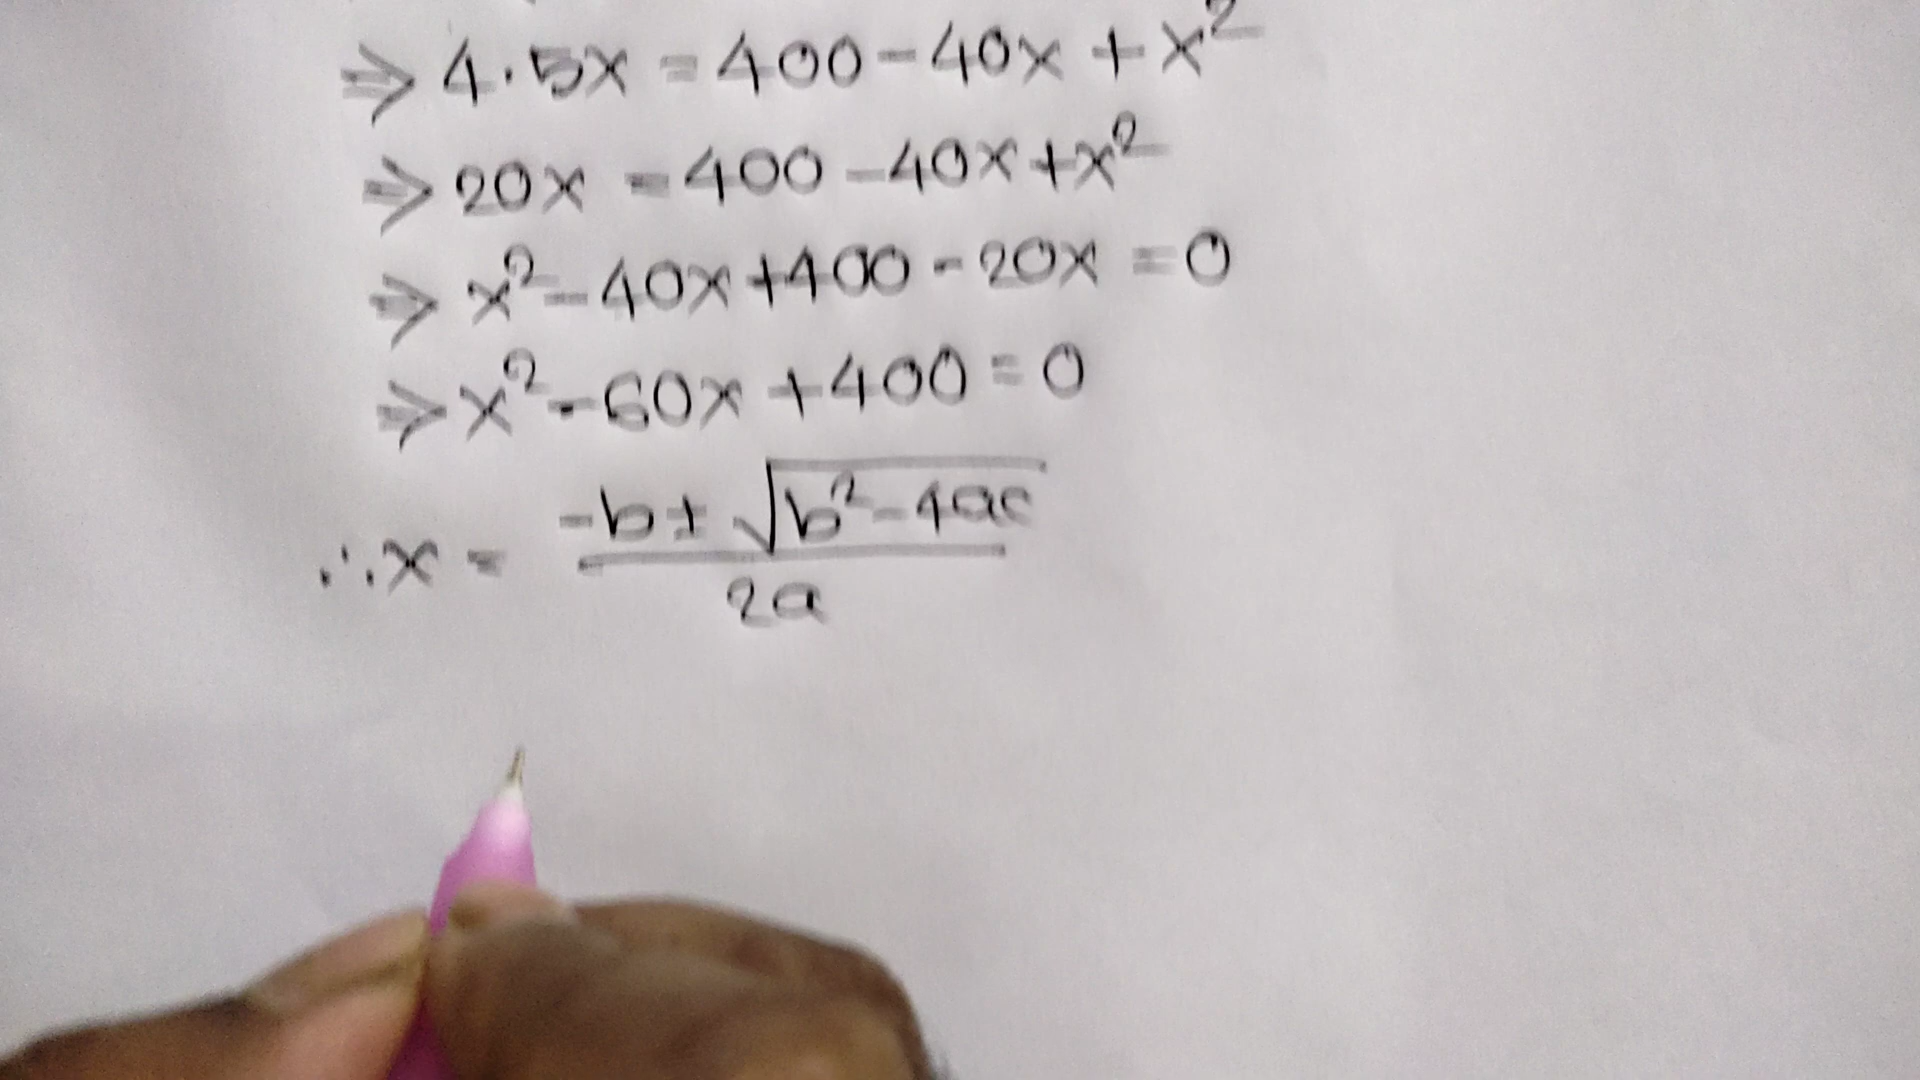 ⇒ 4.5x = 400 - 40x + x²
⇒ 20x = 400 - 40x + x²
⇒ x² - 40x + 400 - 20x = 0
⇒ x² - 60x + 400 = 0
∴ x = (-b ± √(b² - 4ac)) / 2a